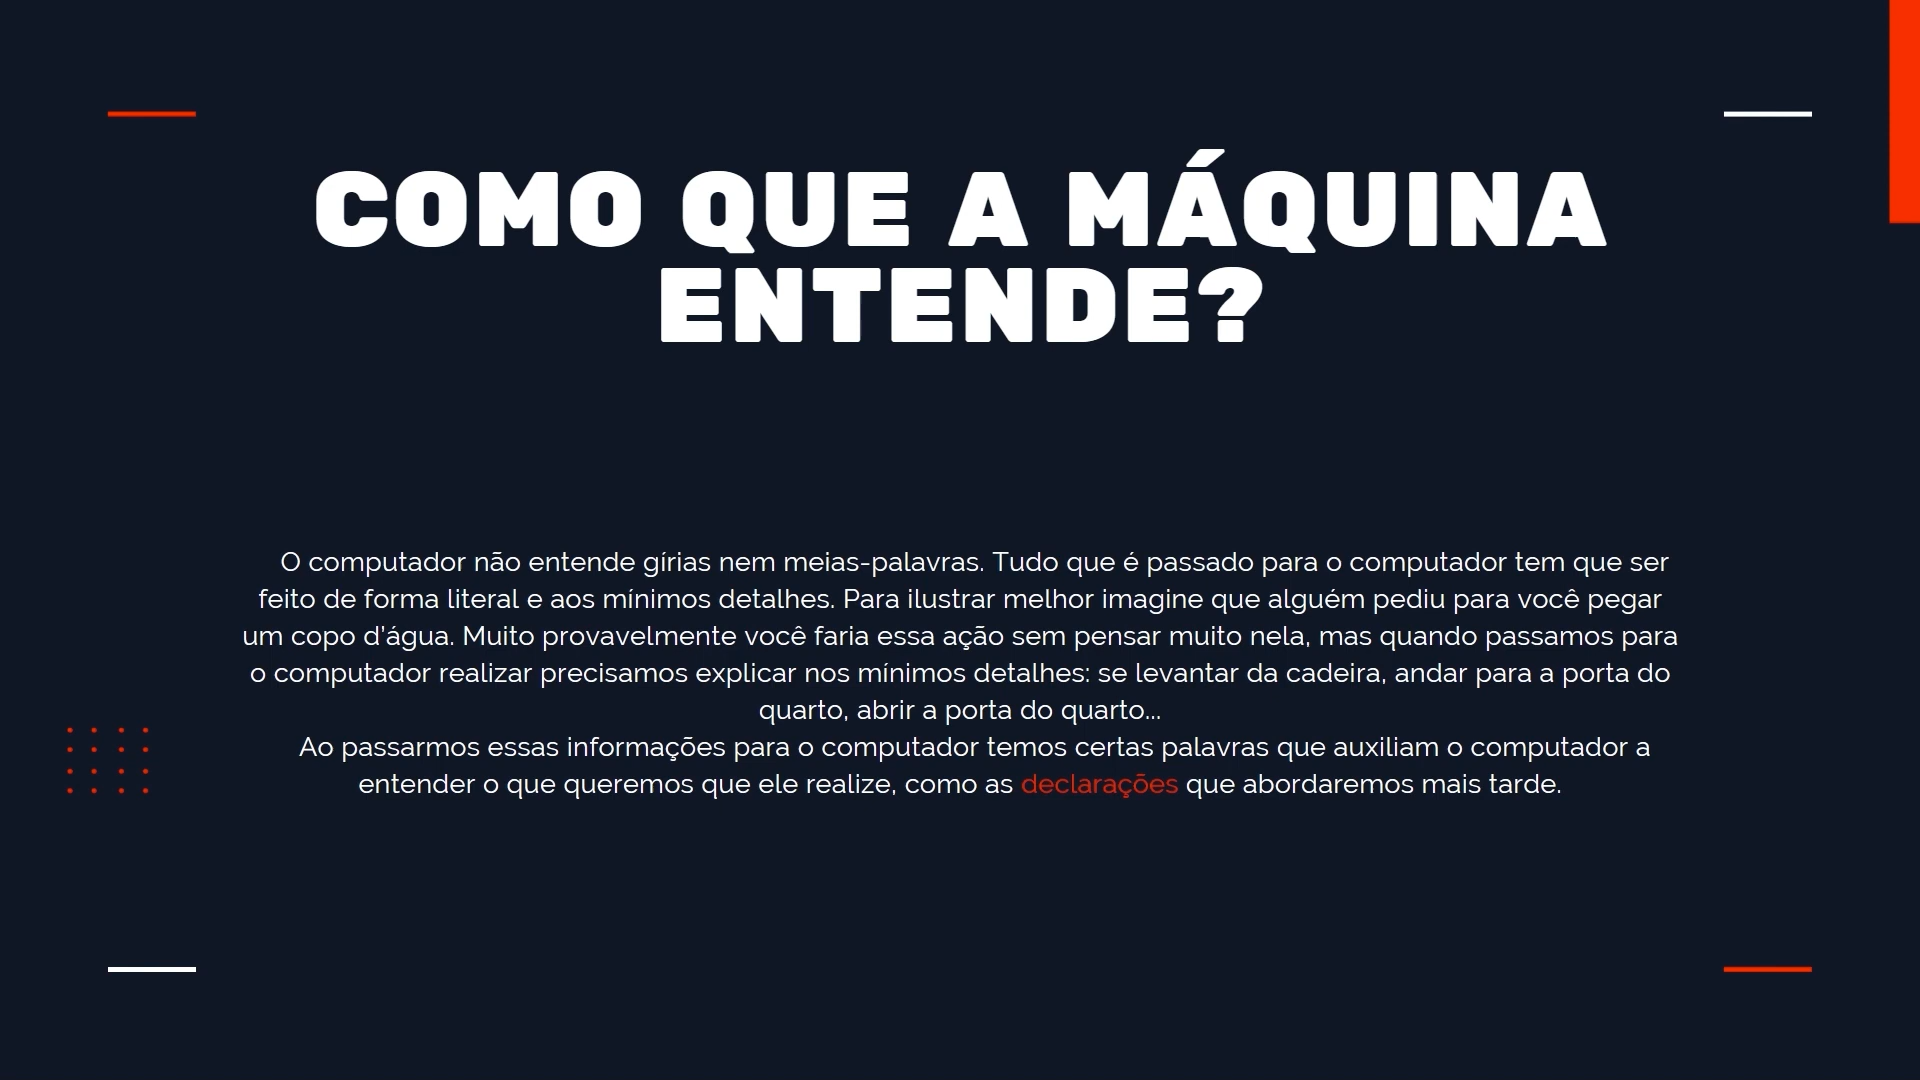 COMO QUE A MÁQUINA
ENTENDE?
O computador não entende gírias nem meias-palavras. Tudo que é passado para o computador tem que ser
feito de forma literal e aos mínimos detalhes. Para ilustrar melhor imagine que alguém pediu para você pegar
um copo d'água. Muito provavelmente você faria essa ação sem pensar muito nela, mas quando passamos para
o computador realizar precisamos explicar nos mínimos detalhes: se levantar da cadeira, andar para a porta do
quarto, abrir a porta do quarto...
Ao passarmos essas informações para o computador temos certas palavras que auxiliam o computador a
entender o que queremos que ele realize, como as declarações que abordaremos mais tarde.